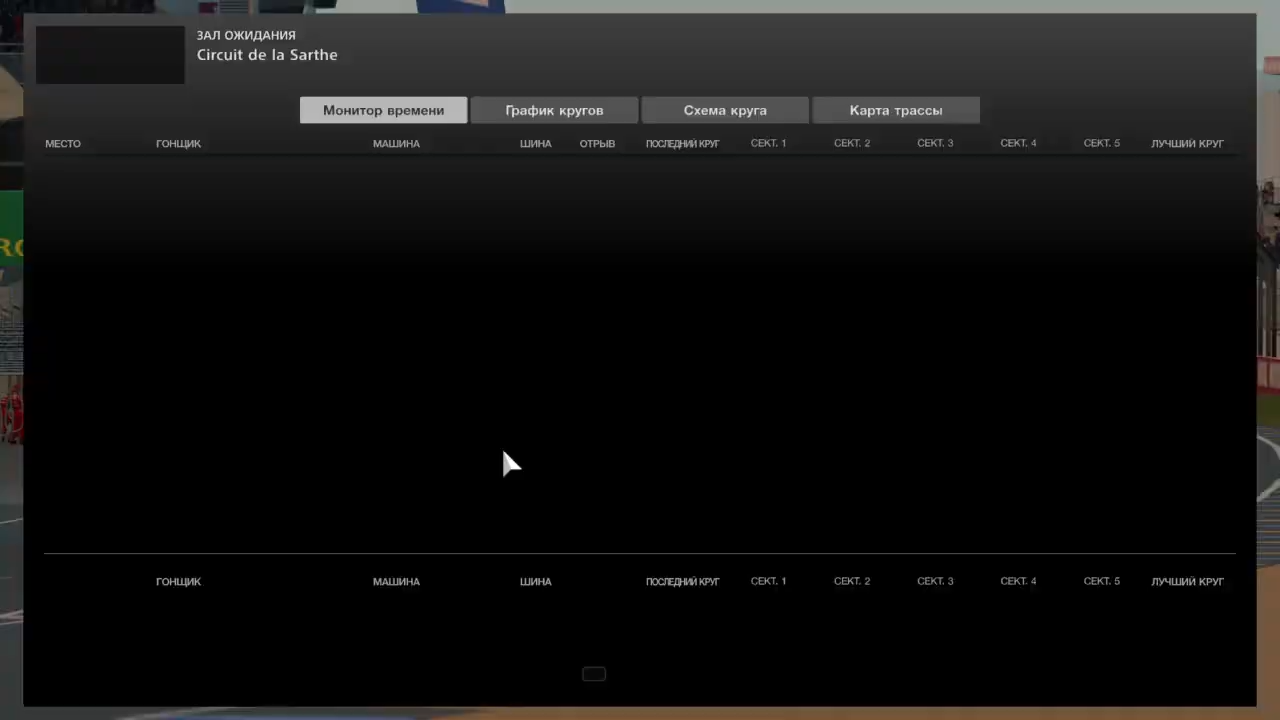 ЗАЛ ОЖИДАНИЯ
Circuit de la Sarthe
Монитор времени График кругов Схема круга Карта трассы
МЕСТО ГОНЩИК МАШИНА ШИНА ОТРЫВ ПОСЛЕДНИЙ КРУГ СЕКТ. 1 СЕКТ. 2 СЕКТ. 3 СЕКТ. 4 СЕКТ. 5 ЛУЧШИЙ КРУГ
ГОНЩИК МАШИНА ШИНА ПОСЛЕДНИЙ КРУГ СЕКТ. 1 СЕКТ. 2 СЕКТ. 3 СЕКТ. 4 СЕКТ. 5 ЛУЧШИЙ КРУГ